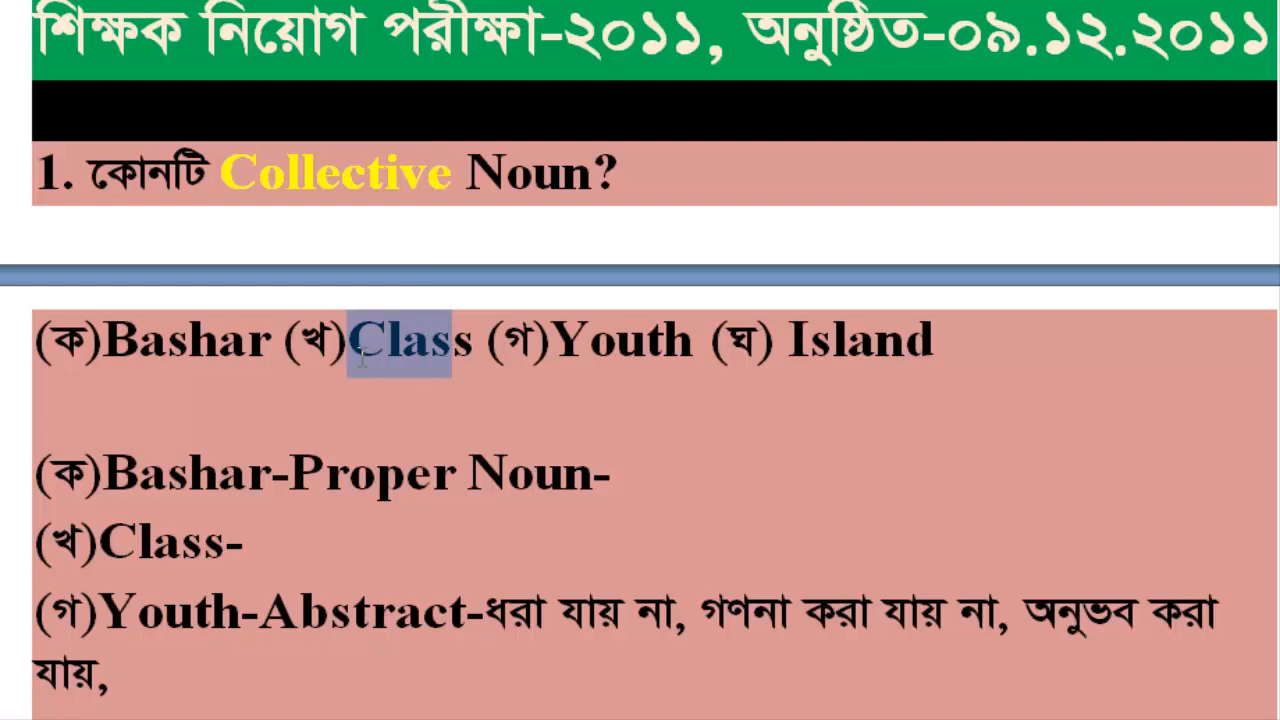 শিক্ষক নিয়োগ পরীক্ষা-২০১১, অনুষ্ঠিত-০৯.১২.২০১১
1. কোনটি Collective Noun?
(ক)Bashar (খ)Class (গ)Youth (ঘ) Island
(ক)Bashar-Proper Noun-
(খ)Class-
(গ)Youth-Abstract-ধরা যায় না, গণনা করা যায় না, অনুভব করা
যায়,